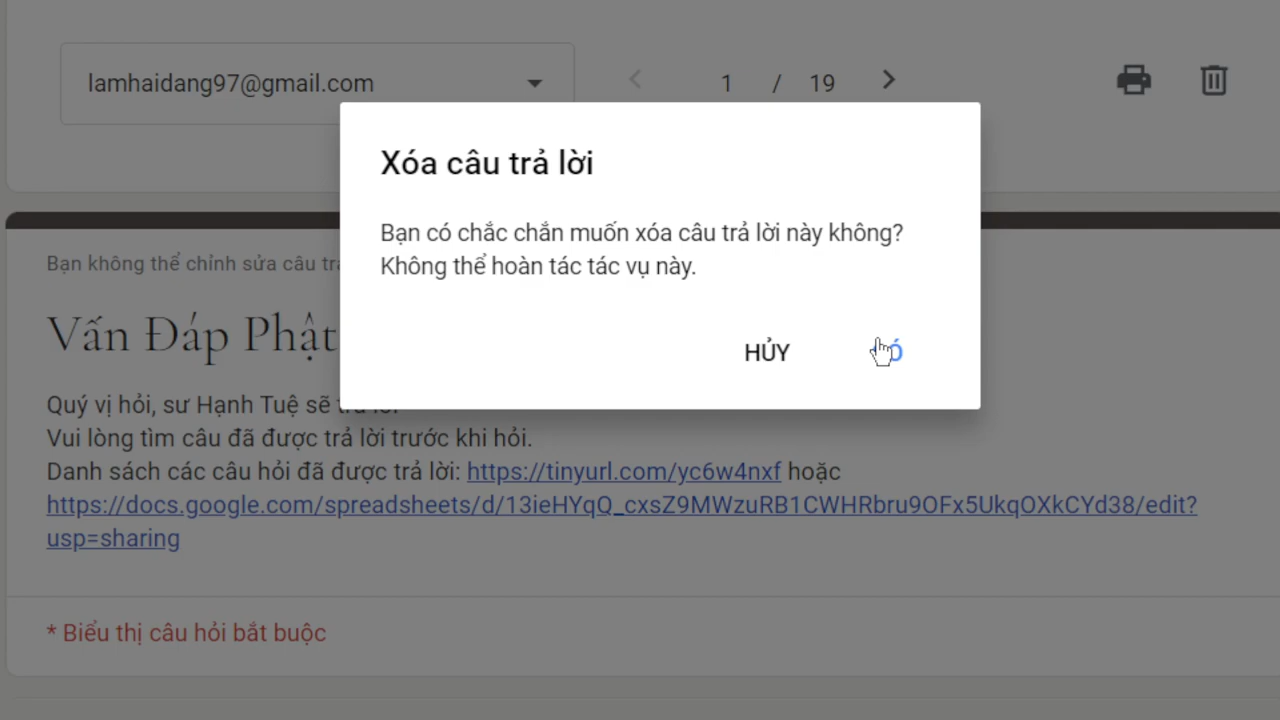 lamhaidang97@gmail.com
1 / 19
Xóa câu trả lời
Bạn có chắc chắn muốn xóa câu trả lời này không?
Không thể hoàn tác tác vụ này.
HỦY
Bạn không thể chỉnh sửa câu
Vấn Đáp Phật
Quý vị hỏi, sư Hạnh Tuệ sẽ
Vui lòng tìm câu đã được trả lời trước khi hỏi.
Danh sách các câu hỏi đã được trả lời: https://tinyurl.com/yc6w4nxf hoặc
https://docs.google.com/spreadsheets/d/13ieHYqQ_cxsZ9MWzuRB1CWHRbru9OFx5UkqOXkCYd38/edit?
usp=sharing
* Biểu thị câu hỏi bắt buộc